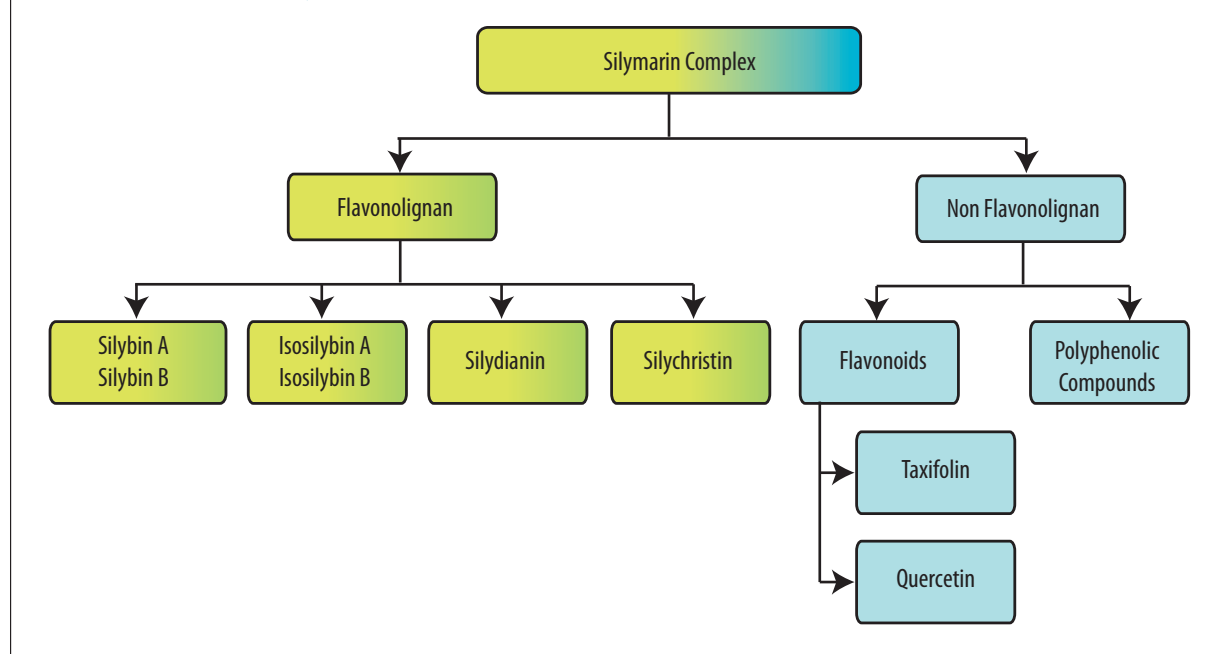 Silymarin Complex
Flavonolignan
Non Flavonolignan
Silybin A
Silybin B
Isosilybin A
Isosilybin B
Silydianin
Silychristin
Flavonoids
Polyphenolic
Compounds
Taxifolin
Quercetin